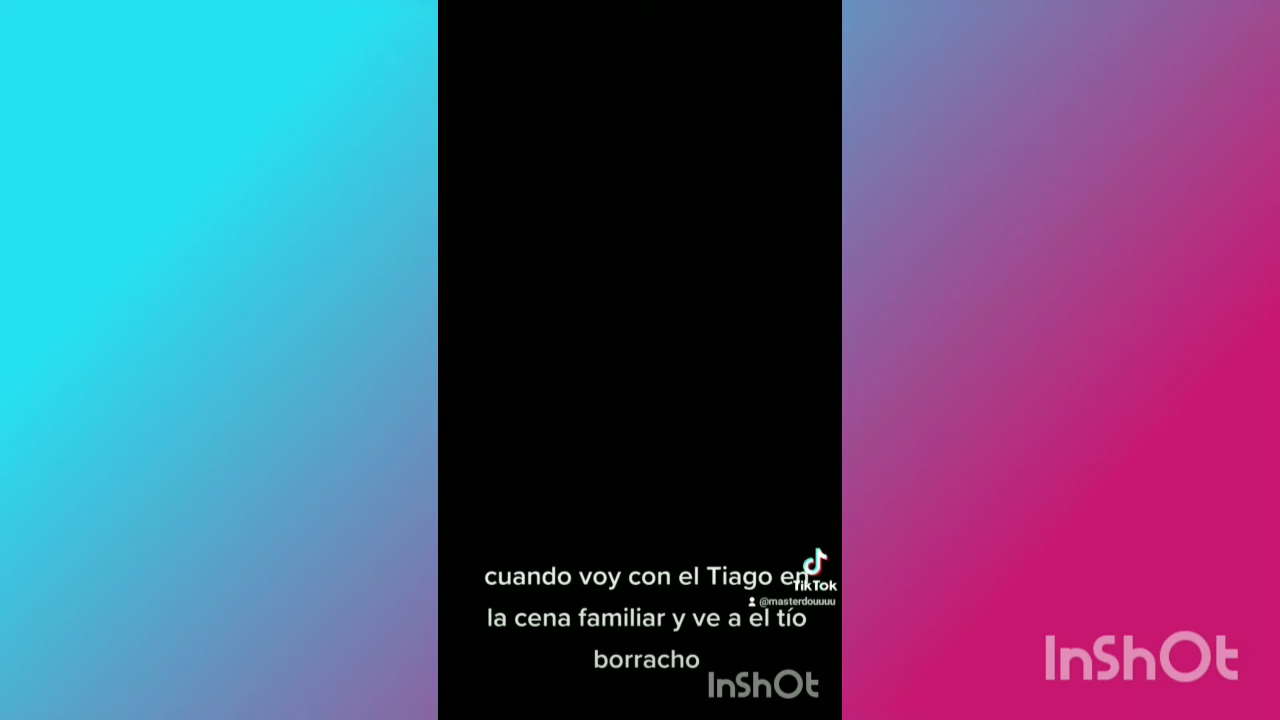 cuando voy con el Tiago en
TikTok
@masterdouuuu
la cena familiar y ve a el tío
borracho
InShOt
InShOt